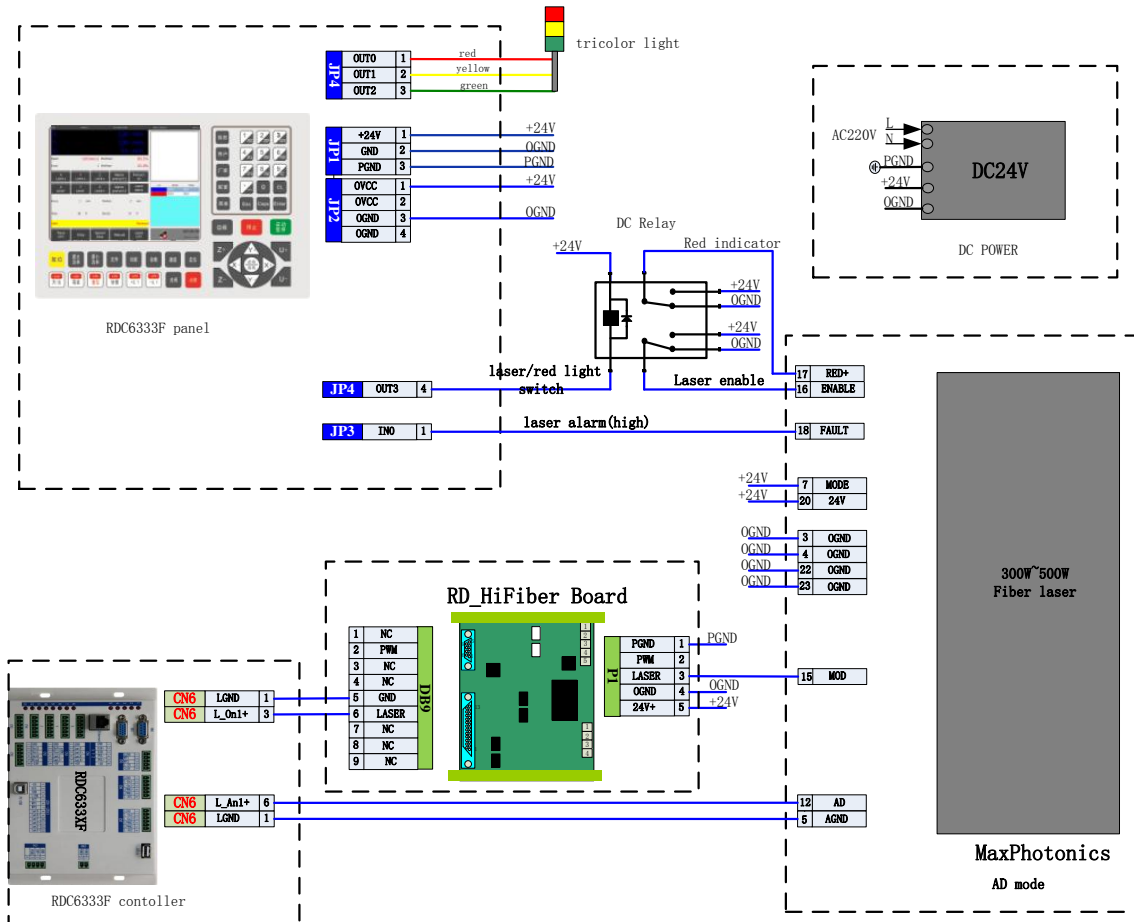 tricolor light
JP4
OUT0 1 red
OUT1 2 yellow
OUT2 3 green
JP1
+24V 1 +24V
GND 2 OGND
PGND 3 PGND
JP2
OVCC 1 +24V
OVCC 2
OGND 3 OGND
OGND 4
RDC6333F panel
AC220V
L
N
PGND
+24V
OGND
DC24V
DC POWER
DC Relay
+24V
Red indicator
+24V
OGND
+24V
OGND
laser/red light
switch
Laser enable
JP4 OUT3 4
laser alarm(high)
JP3 IN0 1
17 RED+
16 ENABLE
18 FAULT
+24V 7 MODE
+24V 20 24V
OGND 3 OGND
OGND 4 OGND
OGND 22 OGND
OGND 23 OGND
300W~500W
Fiber laser
RD_HiFiber Board
1 NC
2 PWM
3 NC
4 NC
5 GND
6 LASER
7 NC
8 NC
9 NC
DB9
P1
PGND 1 PGND
PWM 2
LASER 3
OGND 4 OGND
24V+ 5 +24V
15 MOD
CN6 LGND 1
CN6 L_On1+ 3
RDC633XF
CN6 L_An1+ 6
CN6 LGND 1
12 AD
5 AGND
MaxPhotonics
AD mode
RDC6333F contoller